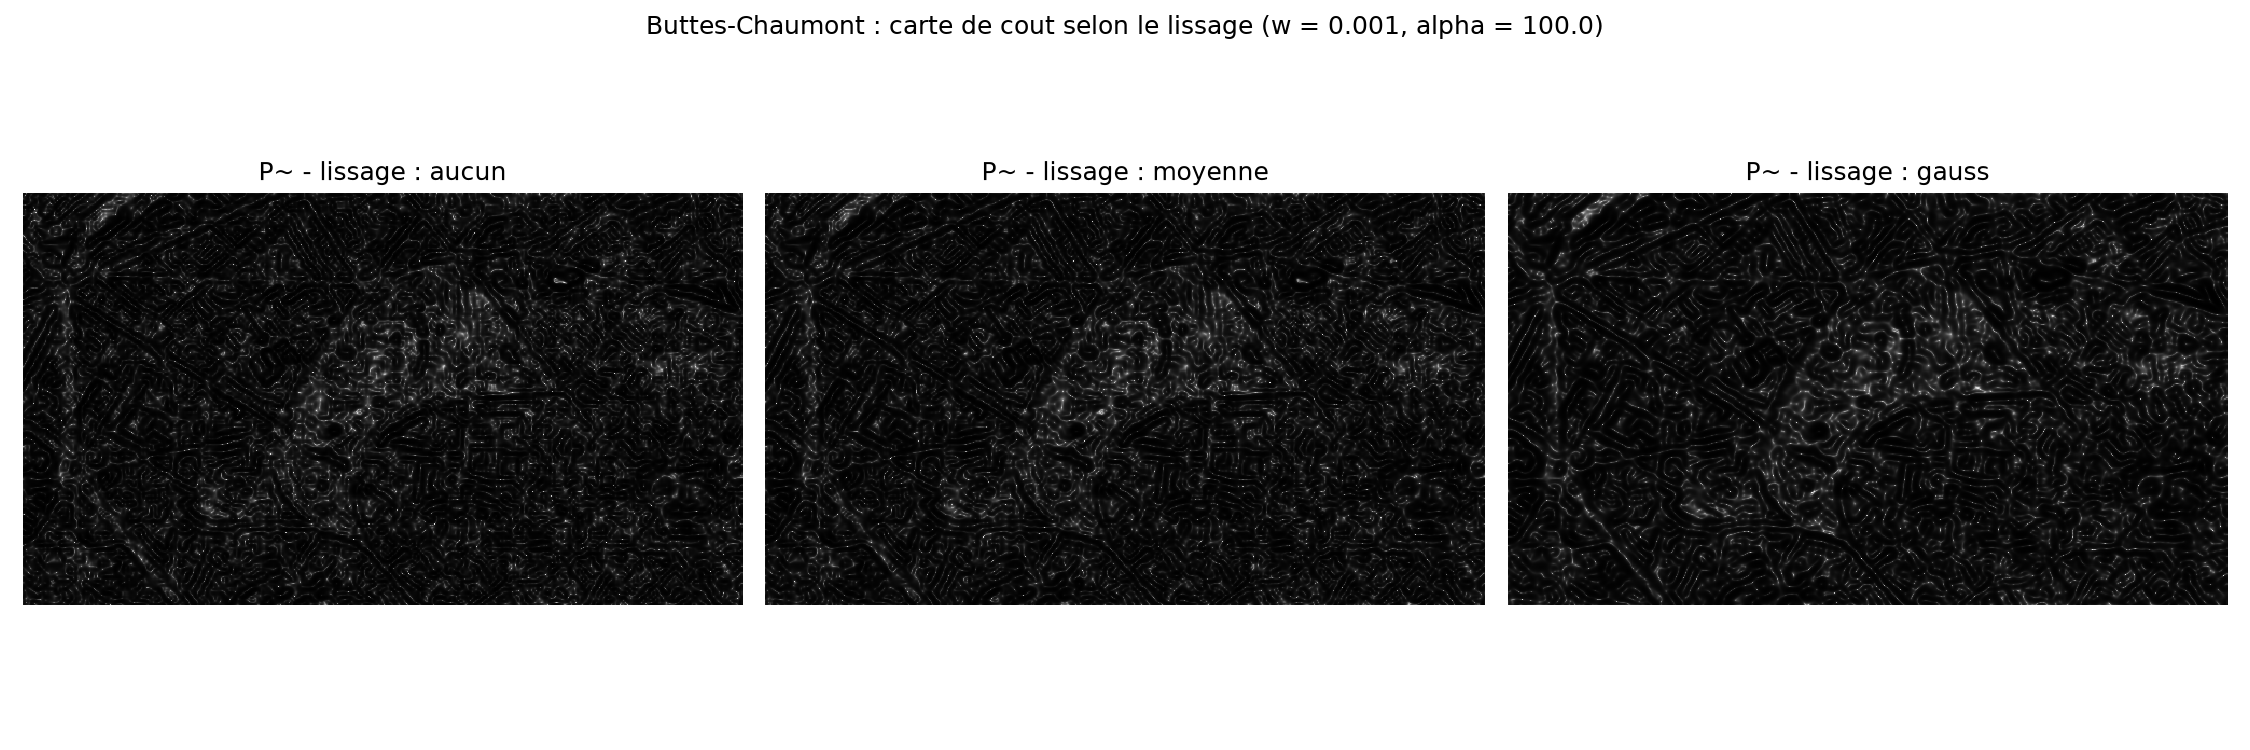 Buttes-Chaumont : carte de cout selon le lissage (w = 0.001, alpha = 100.0)
P~ - lissage : aucun
P~ - lissage : moyenne
P~ - lissage : gauss